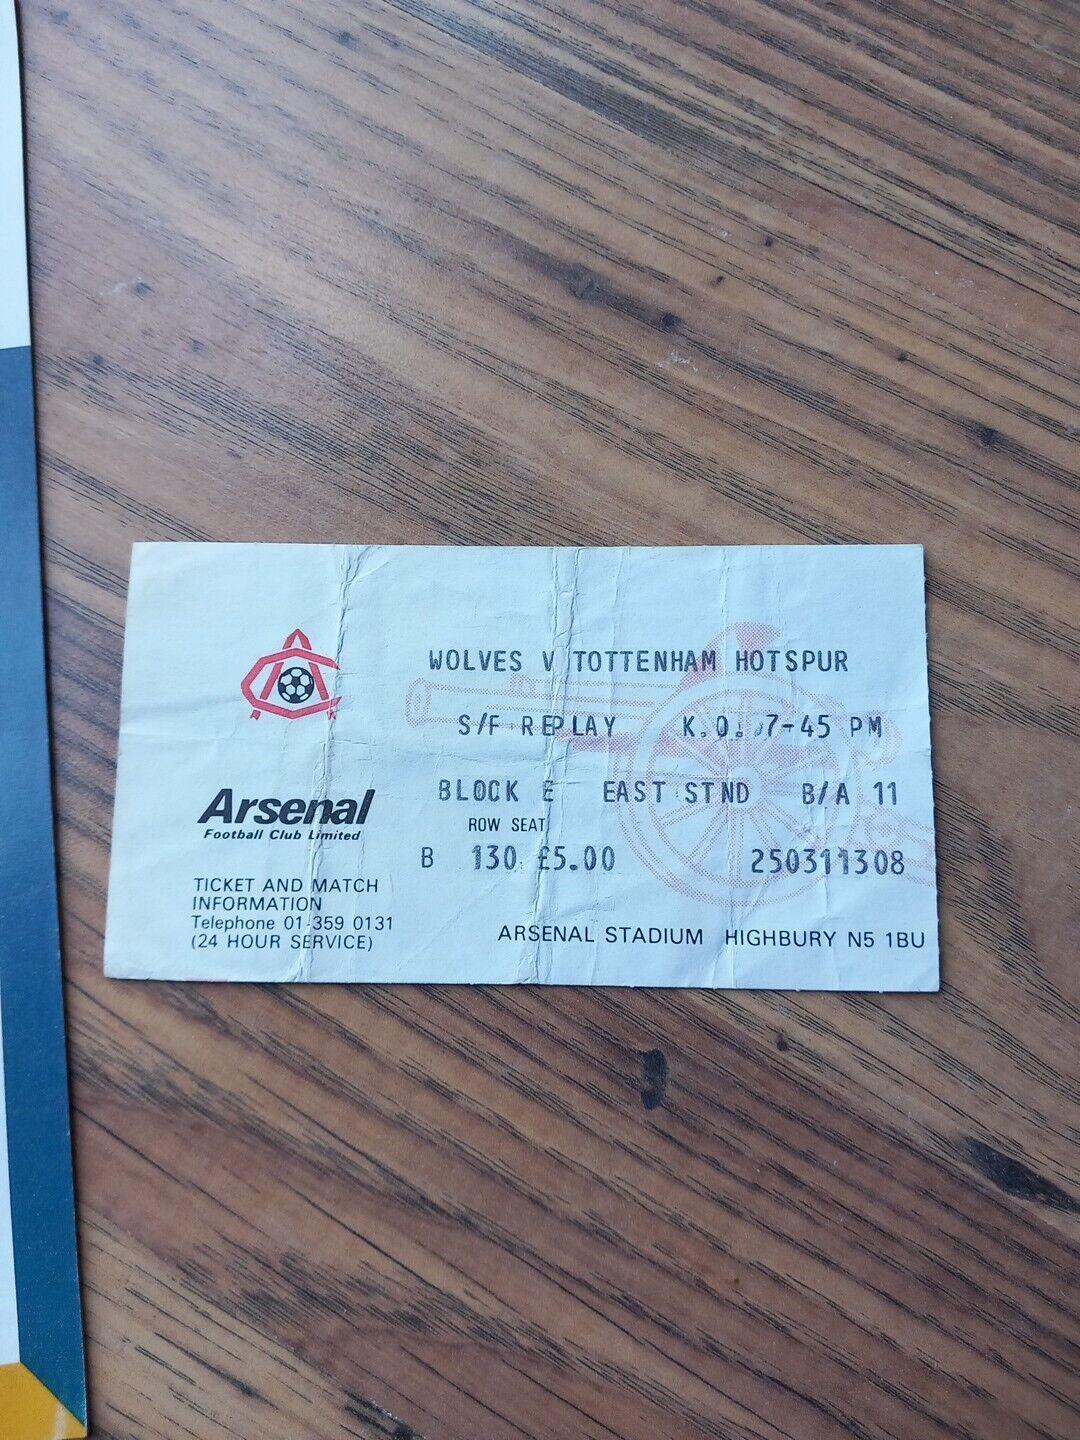 WOLVES V TOTTENHAM HOTSPUR
S/F REPLAY K.O. 7-45 PM
BLOCK E EAST STND B/A 11
ROW SEAT
B 130 £5.00 250311308
ARSENAL STADIUM HIGHBURY N5 1BU
Arsenal
Football Club Limited
TICKET AND MATCH
INFORMATION
Telephone 01-359 0131
(24 HOUR SERVICE)